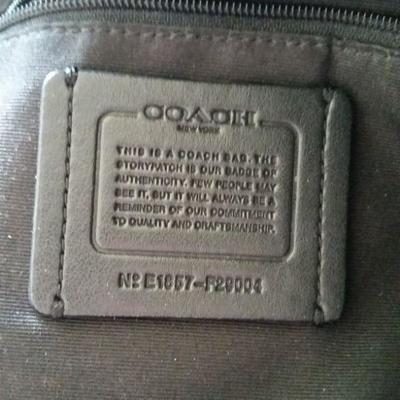 COACH
NEW YORK
THIS IS A COACH BAG. THE
STORYPATCH IS OUR BADGE OF
AUTHENTICITY. FEW PEOPLE MAY
SEE IT, BUT IT WILL ALWAYS BE A
REMINDER OF OUR COMMITMENT
TO QUALITY AND CRAFTSMANSHIP.
Nº E1657-F29004